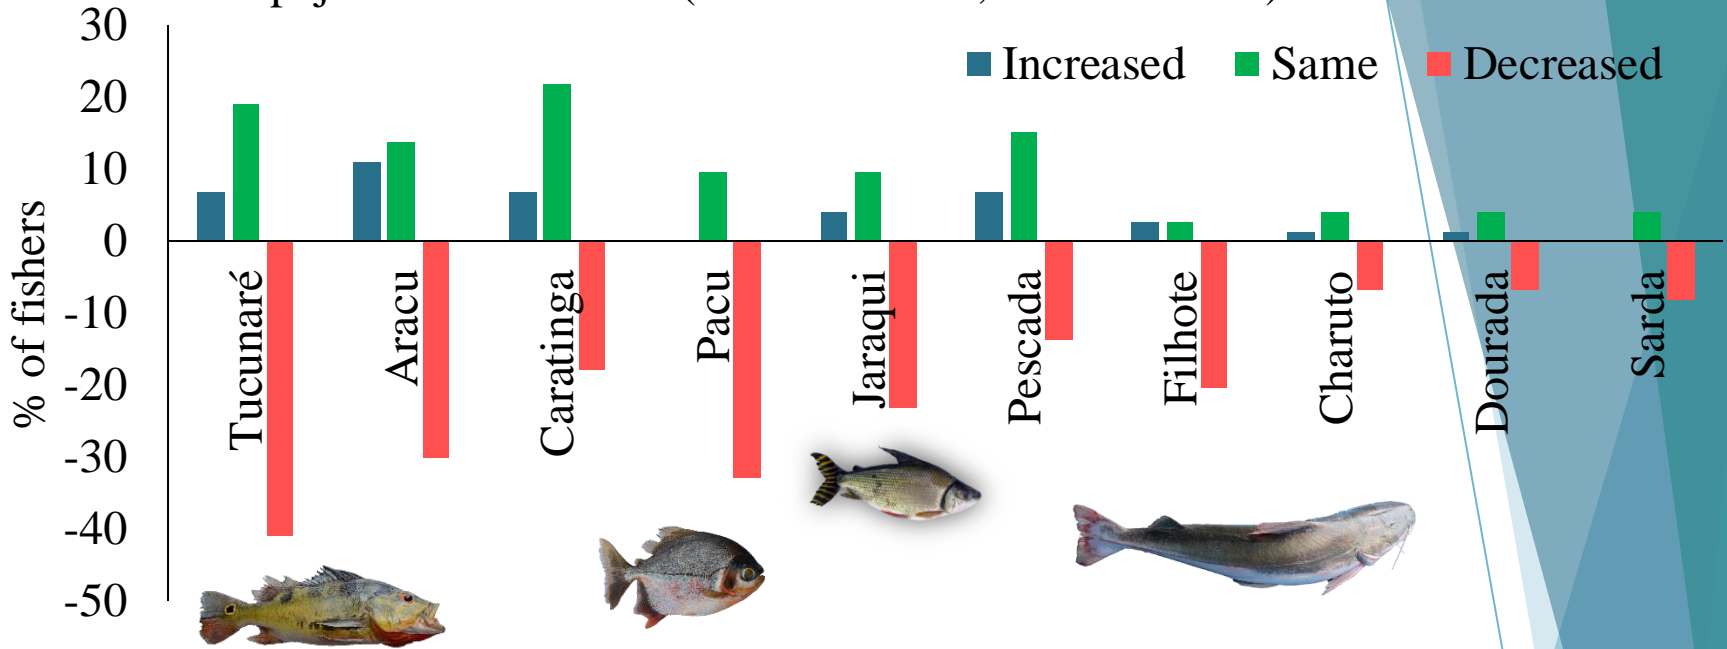 30
20
10
0
-10
-20
-30
-40
-50
% of fishers
Increased
Same
Decreased
Tucunaré
Aracu
Caratinga
Pacu
Jaraqui
Pescada
Filhote
Charuto
Dourada
Sarda